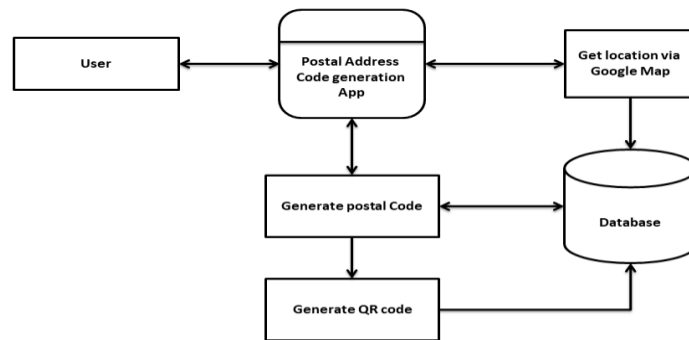 User
Postal Address
Code generation
App
Get location via
Google Map
Generate postal Code
Database
Generate QR code